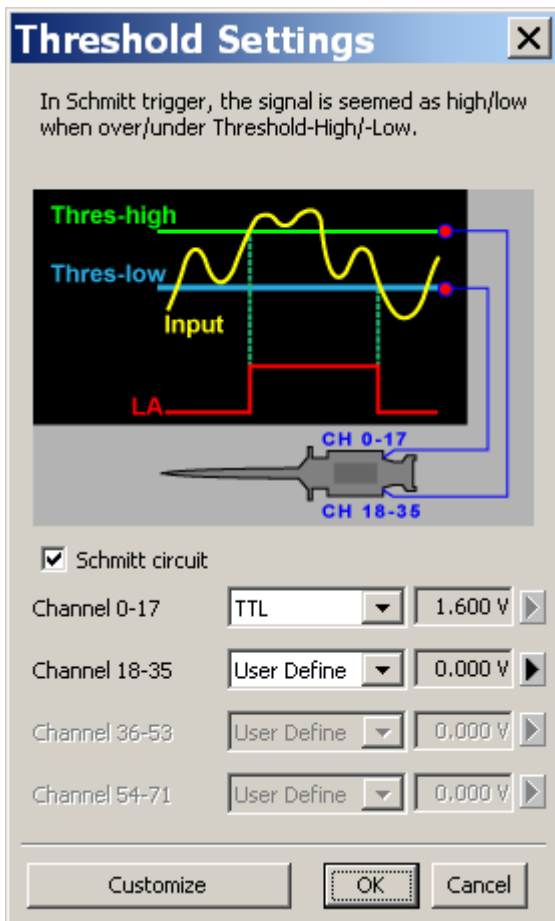 Threshold Settings
In Schmitt trigger, the signal is seemed as high/low
when over/under Threshold-High/-Low.
Thres-high
Thres-low
Input
LA
CH 0-17
CH 18-35
Schmitt circuit
Channel 0-17 TTL 1.600 V
Channel 18-35 User Define 0.000 V
Channel 36-53 User Define 0.000 V
Channel 54-71 User Define 0.000 V
Customize OK Cancel